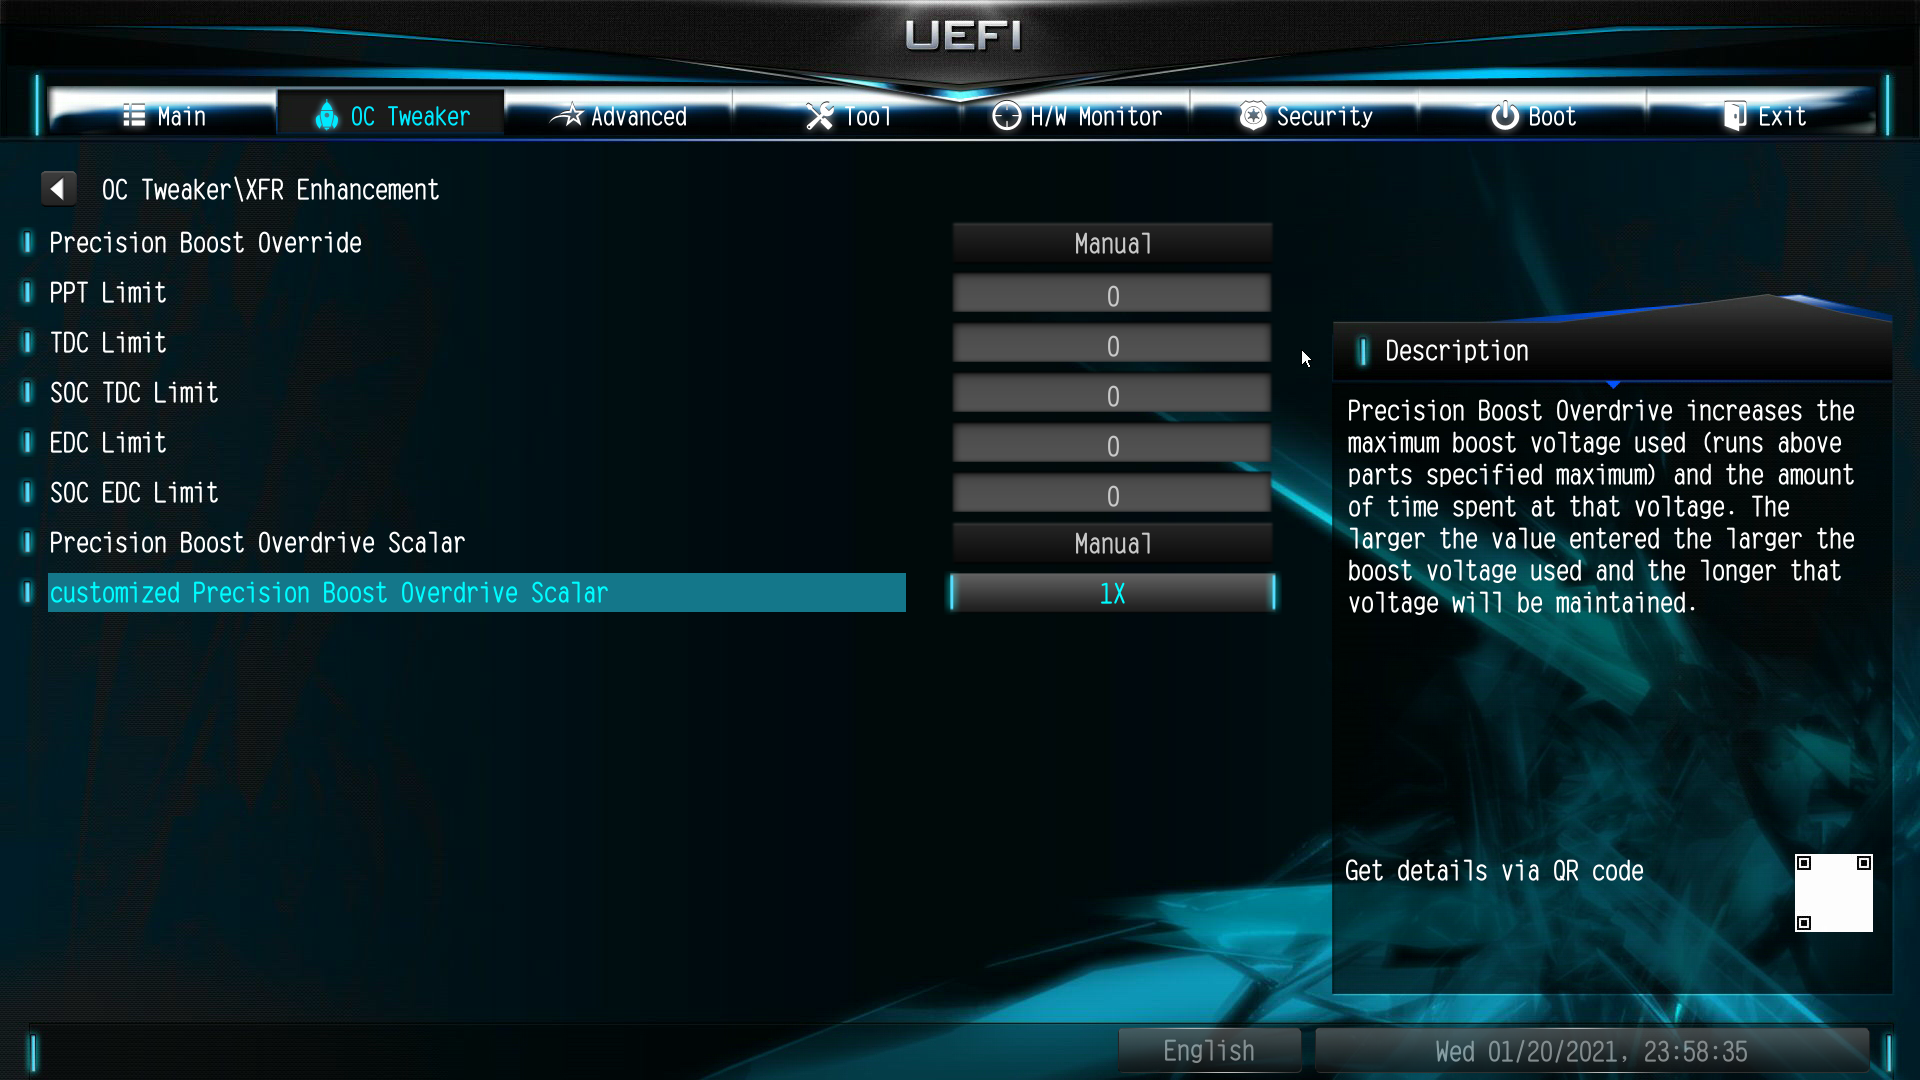 UEFI
Main OC Tweaker Advanced Tool H/W Monitor Security Boot Exit
OC Tweaker\XFR Enhancement
Precision Boost Override Manual
PPT Limit 0
TDC Limit 0
SOC TDC Limit 0
EDC Limit 0
SOC EDC Limit 0
Precision Boost Overdrive Scalar Manual
customized Precision Boost Overdrive Scalar 1X
Description
Precision Boost Overdrive increases the
maximum boost voltage used (runs above
parts specified maximum) and the amount
of time spent at that voltage. The
larger the value entered the larger the
boost voltage used and the longer that
voltage will be maintained.
Get details via QR code
English Wed 01/20/2021, 23:58:35